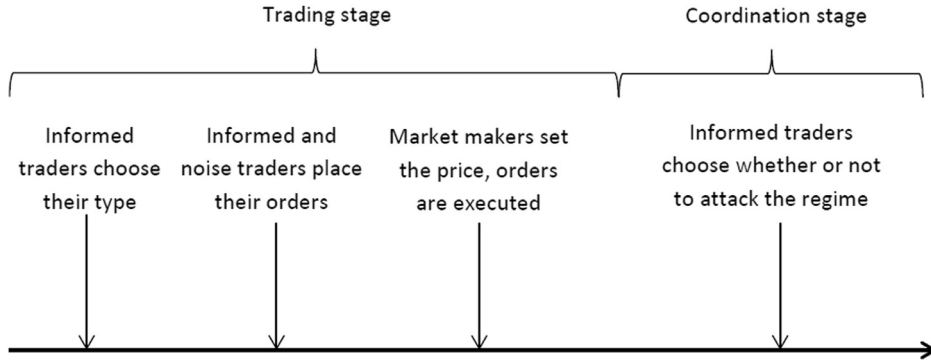 Trading stage
Coordination stage
Informed
traders choose
their type
Informed and
noise traders place
their orders
Market makers set
the price, orders
are executed
Informed traders
choose whether or not
to attack the regime